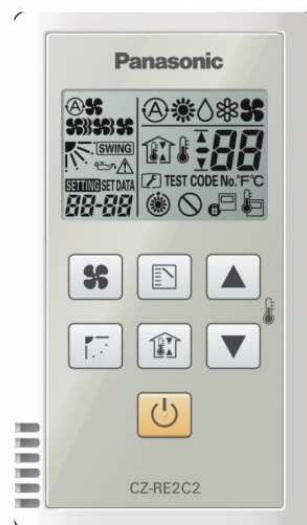 Panasonic
A A
SWING
88
SETTING SET DATA
TEST CODE No. °F°C
88-88
CZ-RE2C2